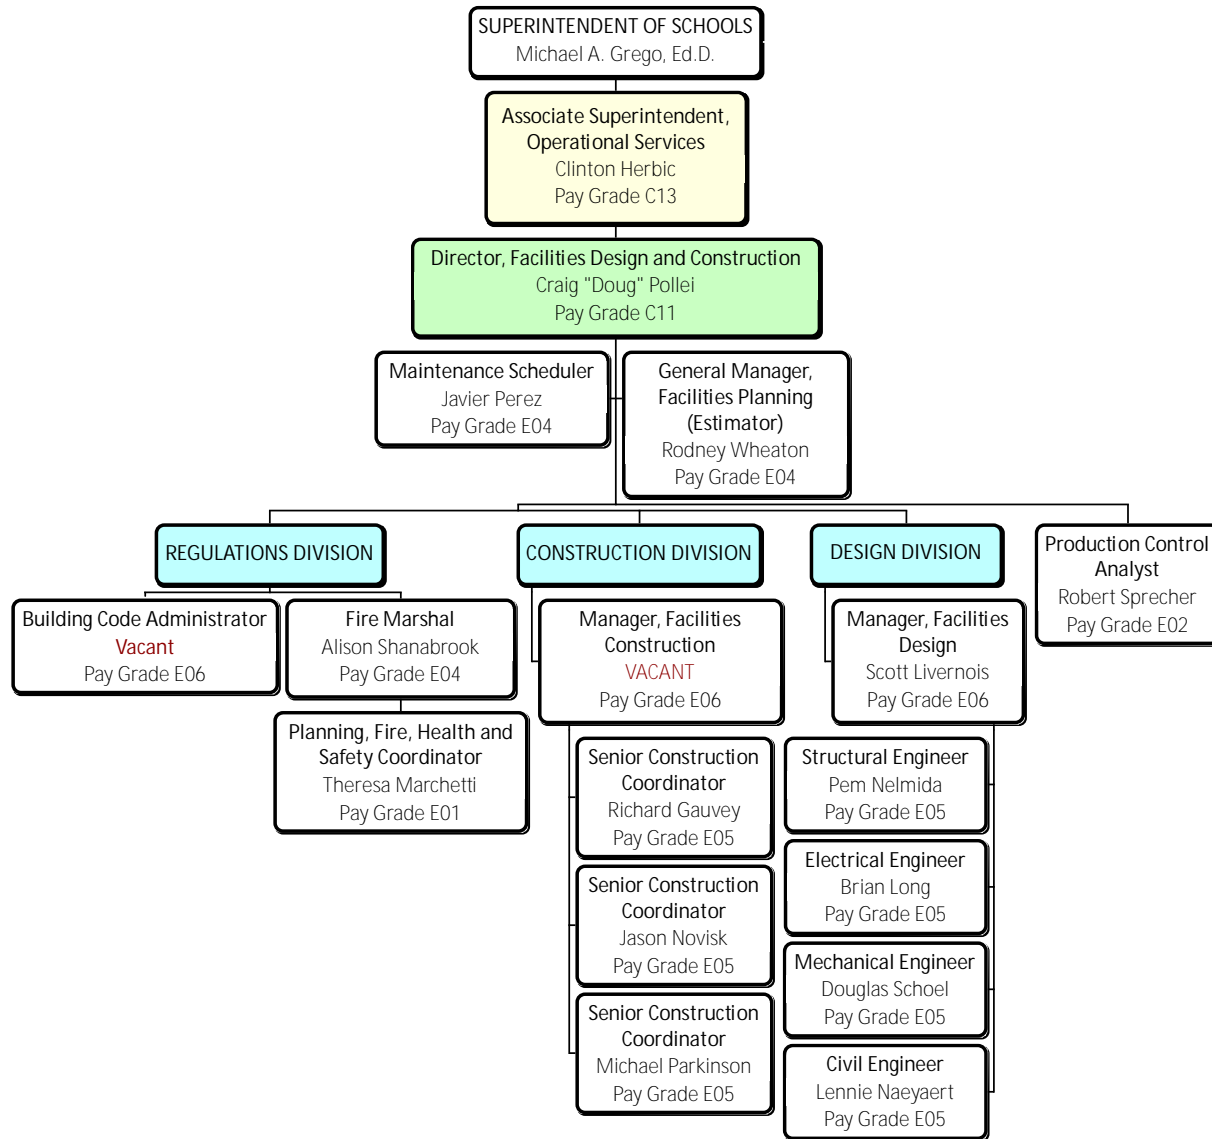 SUPERINTENDENT OF SCHOOLS
Michael A. Grego, Ed.D.
Associate Superintendent,
Operational Services
Clinton Herbic
Pay Grade C13
Director, Facilities Design and Construction
Craig "Doug" Pollei
Pay Grade C11
Maintenance Scheduler
Javier Perez
Pay Grade E04
General Manager,
Facilities Planning
(Estimator)
Rodney Wheaton
Pay Grade E04
REGULATIONS DIVISION
Building Code Administrator
Vacant
Pay Grade E06
Fire Marshal
Alison Shanabrook
Pay Grade E04
Planning, Fire, Health and
Safety Coordinator
Theresa Marchetti
Pay Grade E01
CONSTRUCTION DIVISION
Manager, Facilities
Construction
VACANT
Pay Grade E06
Senior Construction
Coordinator
Richard Gauvey
Pay Grade E05
Senior Construction
Coordinator
Jason Novisk
Pay Grade E05
Senior Construction
Coordinator
Michael Parkinson
Pay Grade E05
DESIGN DIVISION
Manager, Facilities
Design
Scott Livernois
Pay Grade E06
Structural Engineer
Pem Nelmida
Pay Grade E05
Electrical Engineer
Brian Long
Pay Grade E05
Mechanical Engineer
Douglas Schoel
Pay Grade E05
Civil Engineer
Lennie Naeyaert
Pay Grade E05
Production Control
Analyst
Robert Sprecher
Pay Grade E02